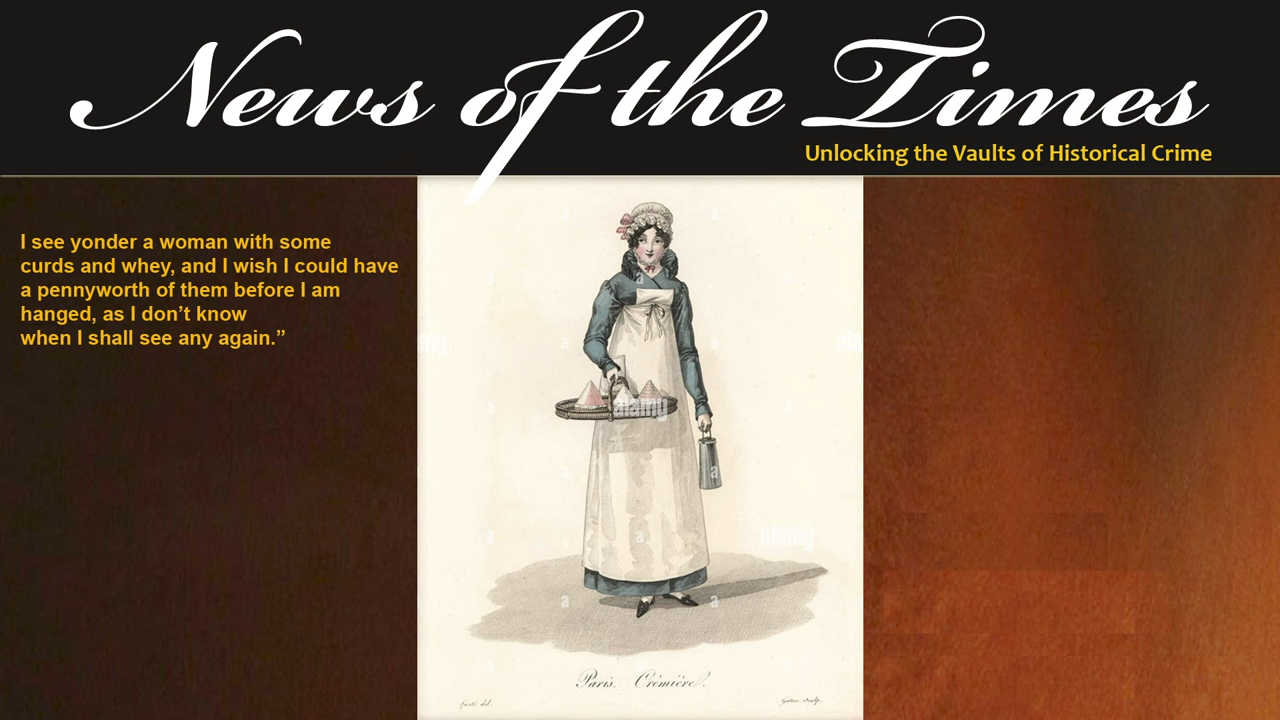 News of the Times
Unlocking the Vaults of Historical Crime
I see yonder a woman with some
curds and whey, and I wish I could have
a pennyworth of them before I am
hanged, as I don’t know
when I shall see any again.”
alamy
alamy
Paris. Crémière.